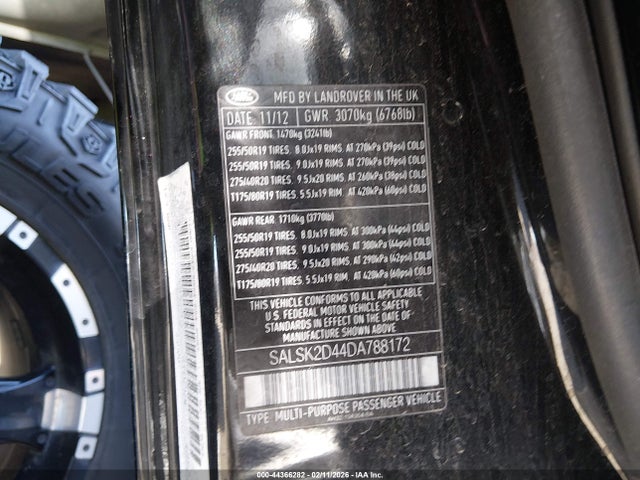 MFD BY LANDROVER IN THE UK
DATE 11/12 GWR 3070kg (6768lb)
GAWR FRONT 1470kg (3241lb)
255/50R19 TIRES. 8.0Jx19 RIMS. AT 270kPa (39psi) COLD
255/50R19 TIRES. 9.0Jx19 RIMS. AT 270kPa (39psi) COLD
275/40R20 TIRES. 9.5Jx20 RIMS. AT 260kPa (38psi) COLD
T175/80R19 TIRES. 5.5Jx19 RIM. AT 420kPa (60psi) COLD
GAWR REAR 1710kg (3770lb)
255/50R19 TIRES. 8.0Jx19 RIMS. AT 300kPa (44psi) COLD
255/50R19 TIRES. 9.0Jx19 RIMS. AT 300kPa (44psi) COLD
275/40R20 TIRES. 9.5Jx20 RIMS. AT 290kPa (42psi) COLD
T175/80R19 TIRES. 5.5Jx19 RIM. AT 420kPa (60psi) COLD
THIS VEHICLE CONFORMS TO ALL APPLICABLE
U.S. FEDERAL MOTOR VEHICLE SAFETY
STANDARDS IN EFFECT ON THE DATE OF
MANUFACTURE SHOWN ABOVE
SALSK2D44DA788172
TYPE MULTI-PURPOSE PASSENGER VEHICLE
000-44366282 - 02/11/2026 - IAA Inc.